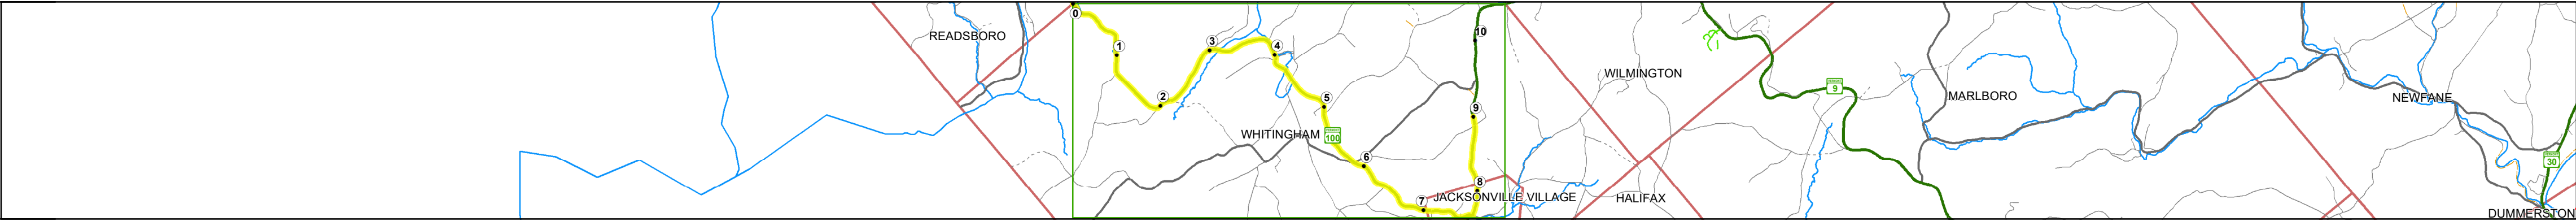 0
10
READSBORO
1
3
4
WILMINGTON
9
MARLBORO
NEWFANE
2
5
9
WHITINGHAM
100
6
30
8
7
JACKSONVILLE VILLAGE
HALIFAX
DUMMERSTON